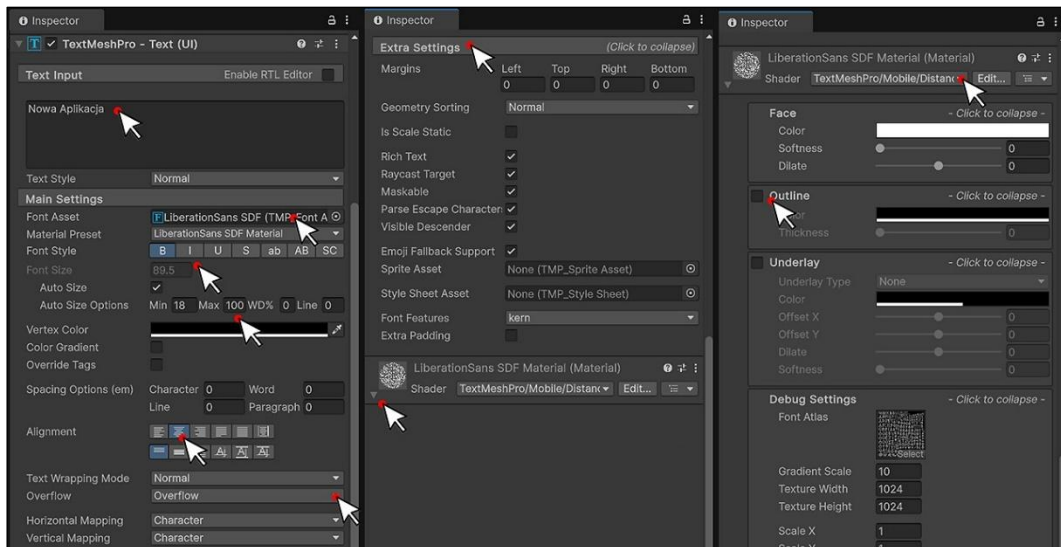 Inspector
TextMeshPro - Text (UI)
Text Input
Enable RTL Editor
Nowa Aplikacja
Text Style Normal
Main Settings
Font Asset LiberationSans SDF (TMP_Font A
Material Preset LiberationSans SDF Material
Font Style B I U S ab AB SC
Font Size 89.5
Auto Size
Auto Size Options Min 18 Max 100 WD% 0 Line 0
Vertex Color
Color Gradient
Override Tags
Spacing Options (em) Character 0 Word 0
Line 0 Paragraph 0
Alignment
Text Wrapping Mode Normal
Overflow Overflow
Horizontal Mapping Character
Vertical Mapping Character
Inspector
Extra Settings (Click to collapse)
Margins Left Top Right Bottom
0 0 0 0
Geometry Sorting Normal
Is Scale Static
Rich Text
Raycast Target
Maskable
Parse Escape Character
Visible Descender
Emoji Fallback Support
Sprite Asset None (TMP_Sprite Asset)
Style Sheet Asset None (TMP_Style Sheet)
Font Features kern
Extra Padding
LiberationSans SDF Material (Material)
Shader TextMeshPro/Mobile/Distanc Edit...
Inspector
LiberationSans SDF Material (Material)
Shader TextMeshPro/Mobile/Distanc Edit...
Face - Click to collapse -
Color
Softness 0
Dilate 0
Outline - Click to collapse -
Thickness 0
Underlay - Click to collapse -
Underlay Type None
Color
Offset X 0
Offset Y 0
Dilate 0
Softness 0
Debug Settings - Click to collapse -
Font Atlas
Select
Gradient Scale 10
Texture Width 1024
Texture Height 1024
Scale X 1
Scale Y 1